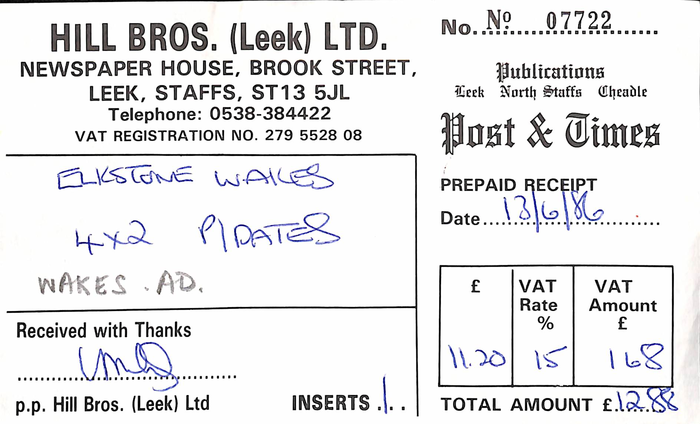 HILL BROS. (Leek) LTD.
NEWSPAPER HOUSE, BROOK STREET,
LEEK, STAFFS, ST13 5JL
Telephone: 0538-384422
VAT REGISTRATION NO. 279 5528 08
No. Nº 07722
Publications
Leek North Staffs Cheadle
Post & Times
PREPAID RECEIPT
Date 13/6/86
ELKSTONE WAKES
4x2 P/DATES
WAKES . AD.
Received with Thanks
p.p. Hill Bros. (Leek) Ltd
INSERTS 1
£ VAT Rate % VAT Amount £
11.20 15 168
TOTAL AMOUNT £ 12.88